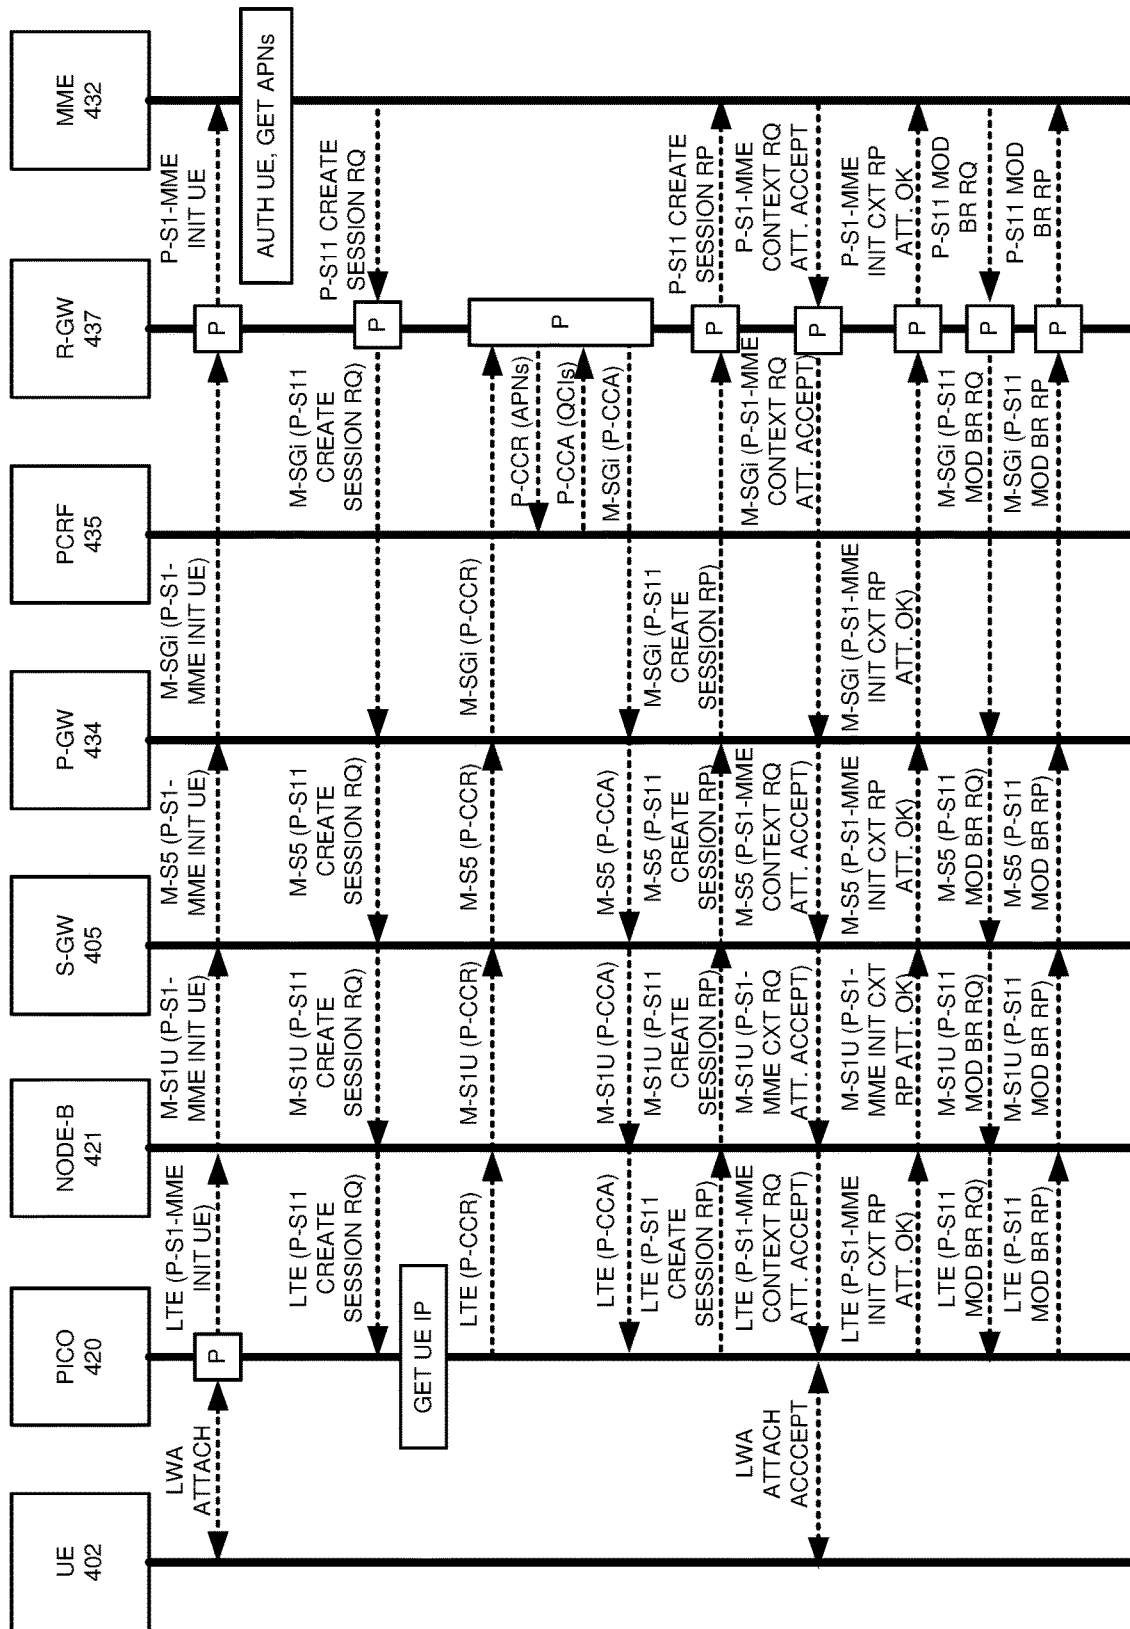 UE
402
PICO
420
NODE-B
421
S-GW
405
P-GW
434
PCRF
435
R-GW
437
MME
432
LWA
ATTACH
P
LTE (P-S1-MME
INIT UE)
M-S1U (P-S1-
MME INIT UE)
M-S5 (P-S1-
MME INIT UE)
M-SGi (P-S1-
MME INIT UE)
P
P-S1-MME
INIT UE
AUTH UE, GET APNs
LTE (P-S11
CREATE
SESSION RQ)
M-S1U (P-S11
CREATE
SESSION RQ)
M-S5 (P-S11
CREATE
SESSION RQ)
M-SGi (P-S11
CREATE
SESSION RQ)
P
P-S11 CREATE
SESSION RQ
GET UE IP
LTE (P-CCR)
M-S1U (P-CCR)
M-S5 (P-CCR)
M-SGi (P-CCR)
P
P-CCR (APNs)
P-CCA (QCIs)
LTE (P-CCA)
M-S1U (P-CCA)
M-S5 (P-CCA)
M-SGi (P-CCA)
LTE (P-S11
CREATE
SESSION RP)
M-S1U (P-S11
CREATE
SESSION RP)
M-S5 (P-S11
CREATE
SESSION RP)
M-SGi (P-S11
CREATE
SESSION RP)
P
P-S11 CREATE
SESSION RP
LWA
ATTACH
ACCCEPT
LTE (P-S1-MME
CONTEXT RQ
ATT. ACCEPT)
M-S1U (P-S1-
MME CXT RQ
ATT. ACCEPT)
M-S5 (P-S1-MME
CONTEXT RQ
ATT. ACCEPT)
M-SGi (P-S1-MME
CONTEXT RQ
ATT. ACCEPT)
P
P-S1-MME
CONTEXT RQ
ATT. ACCEPT
LTE (P-S1-MME
INIT CXT RP
ATT. OK)
M-S1U (P-S1-
MME INIT CXT
RP ATT. OK)
M-S5 (P-S1-MME
INIT CXT RP
ATT. OK)
M-SGi (P-S1-MME
INIT CXT RP
ATT. OK)
P
P-S1-MME
INIT CXT RP
ATT. OK
LTE (P-S11
MOD BR RQ)
M-S1U (P-S11
MOD BR RQ)
M-S5 (P-S11
MOD BR RQ)
M-SGi (P-S11
MOD BR RQ
P
P-S11 MOD
BR RQ
LTE (P-S11
MOD BR RP)
M-S1U (P-S11
MOD BR RP)
M-S5 (P-S11
MOD BR RP)
M-SGi (P-S11
MOD BR RP
P
P-S11 MOD
BR RP